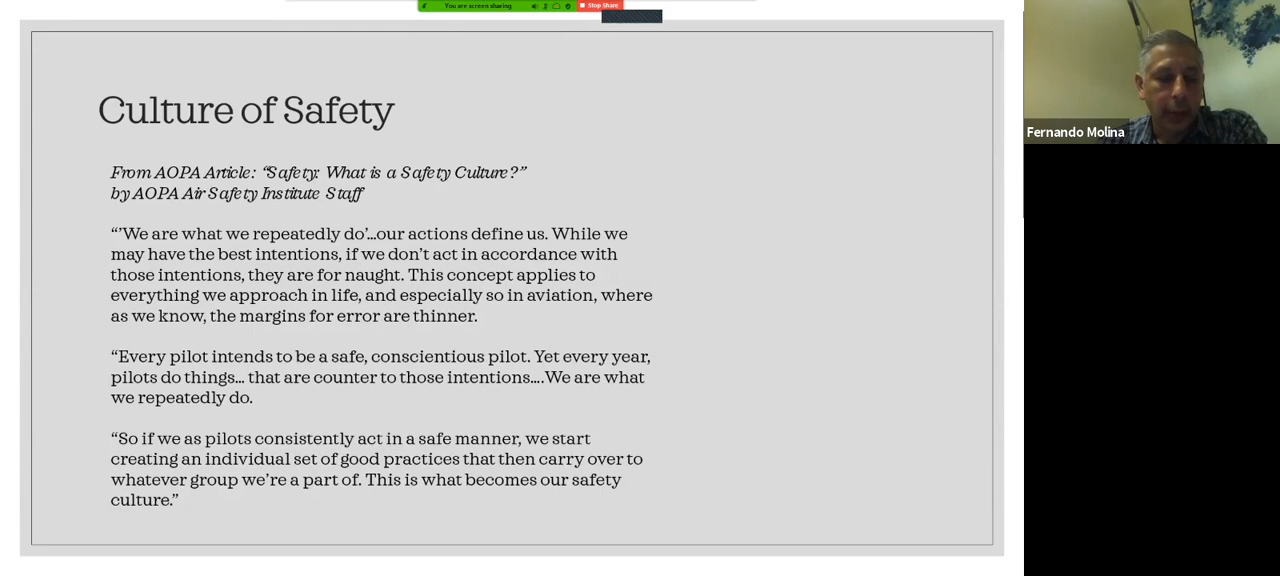 You are screen sharing
Stop Share
Culture of Safety
From AOPA Article: “Safety: What is a Safety Culture?”
by AOPA Air Safety Institute Staff
“’We are what we repeatedly do’...our actions define us. While we
may have the best intentions, if we don’t act in accordance with
those intentions, they are for naught. This concept applies to
everything we approach in life, and especially so in aviation, where
as we know, the margins for error are thinner.
“Every pilot intends to be a safe, conscientious pilot. Yet every year,
pilots do things... that are counter to those intentions....We are what
we repeatedly do.
“So if we as pilots consistently act in a safe manner, we start
creating an individual set of good practices that then carry over to
whatever group we’re a part of. This is what becomes our safety
culture.”
Fernando Molina